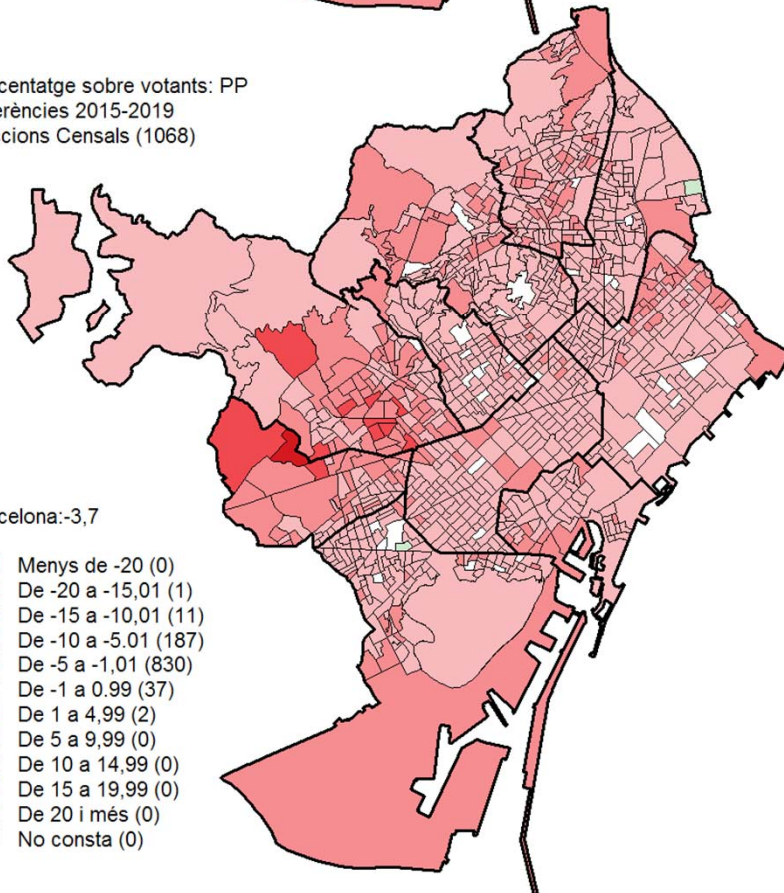 centatge sobre votants: PP
erències 2015-2019
ccions Censals (1068)
celona:-3,7
Menys de -20 (0)
De -20 a -15,01 (1)
De -15 a -10,01 (11)
De -10 a -5.01 (187)
De -5 a -1,01 (830)
De -1 a 0.99 (37)
De 1 a 4,99 (2)
De 5 a 9,99 (0)
De 10 a 14,99 (0)
De 15 a 19,99 (0)
De 20 i més (0)
No consta (0)